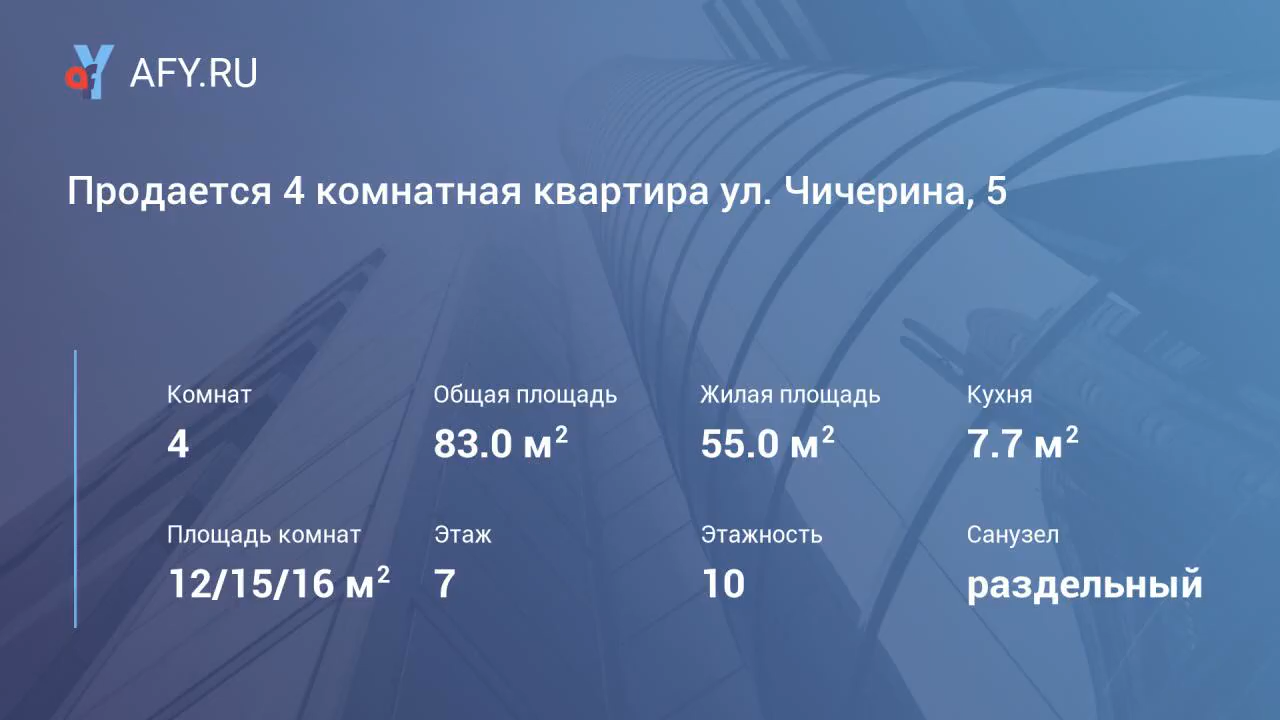 AFY.RU
Продается 4 комнатная квартира ул. Чичерина, 5
Комнат
4
Общая площадь
83.0 м²
Жилая площадь
55.0 м²
Кухня
7.7 м²
Площадь комнат
12/15/16 м²
Этаж
7
Этажность
10
Санузел
раздельный